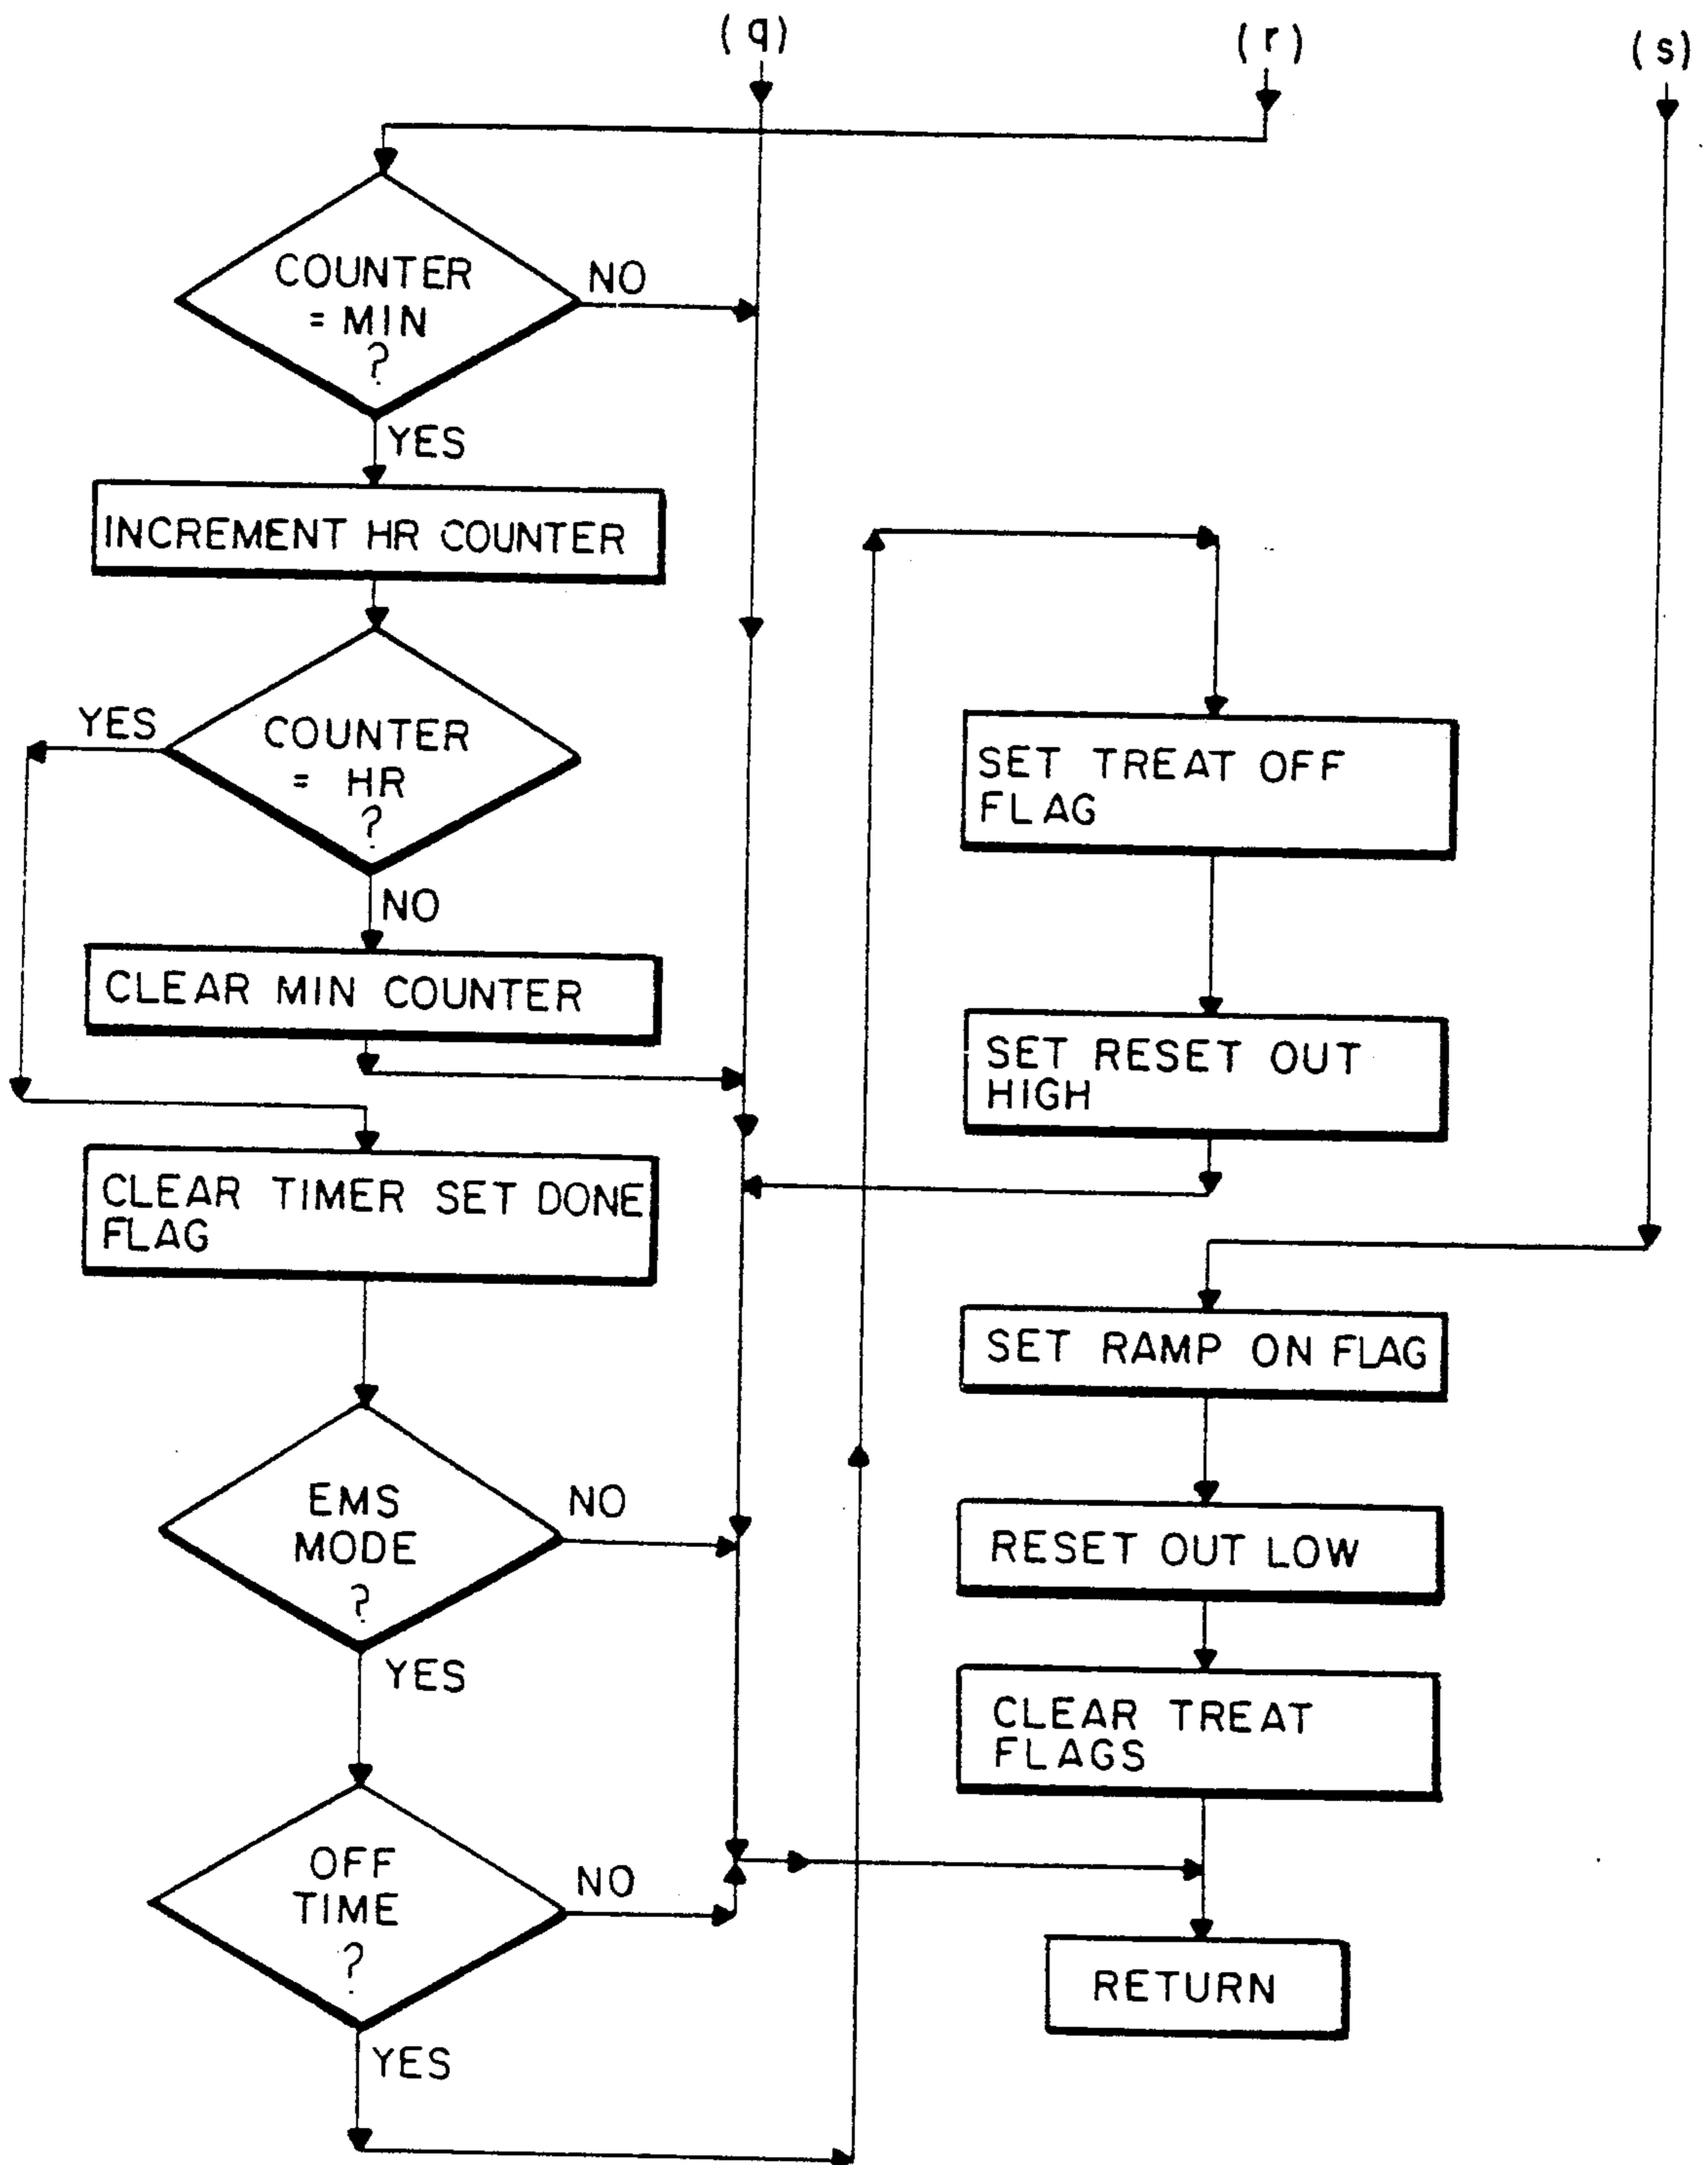 (q)
(r)
(s)
COUNTER
= MIN
?
NO
YES
INCREMENT HR COUNTER
YES
COUNTER
= HR
?
NO
CLEAR MIN COUNTER
CLEAR TIMER SET DONE
FLAG
EMS
MODE
?
NO
YES
OFF
TIME
?
NO
YES
SET TREAT OFF
FLAG
SET RESET OUT
HIGH
SET RAMP ON FLAG
RESET OUT LOW
CLEAR TREAT
FLAGS
RETURN